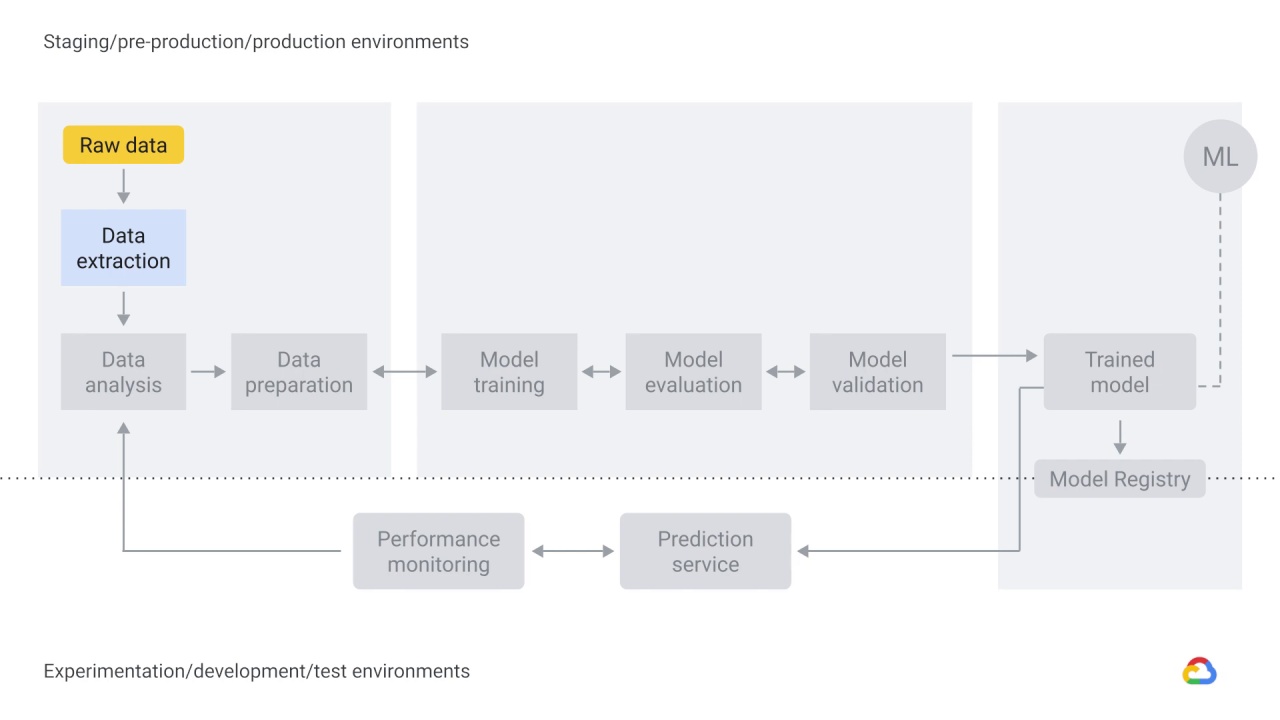 Staging/pre-production/production environments
Raw data
ML
Data
extraction
Data
analysis
Data
preparation
Model
training
Model
evaluation
Model
validation
Trained
model
Model Registry
Performance
monitoring
Prediction
service
Experimentation/development/test environments